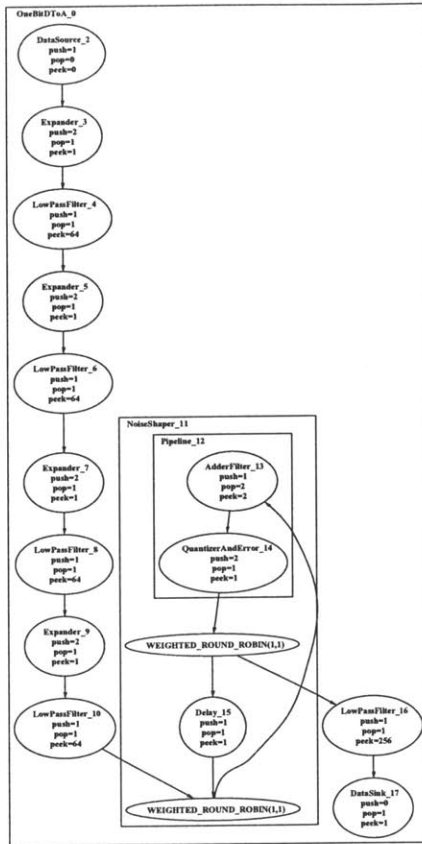 OneBitDToA_0
DataSource_2
push=1
pop=0
peek=0
Expander_3
push=2
pop=1
peek=1
LowPassFilter_4
push=1
pop=1
peek=64
Expander_5
push=2
pop=1
peek=1
LowPassFilter_6
push=1
pop=1
peek=64
Expander_7
push=2
pop=1
peek=1
LowPassFilter_8
push=1
pop=1
peek=64
Expander_9
push=2
pop=1
peek=1
LowPassFilter_10
push=1
pop=1
peek=64
NoiseShaper_11
Pipeline_12
AdderFilter_13
push=1
pop=2
peek=2
QuantizerAndError_14
push=2
pop=1
peek=1
WEIGHTED_ROUND_ROBIN(1,1)
Delay_15
push=1
pop=1
peek=1
WEIGHTED_ROUND_ROBIN(1,1)
LowPassFilter_16
push=1
pop=1
peek=256
DataSink_17
push=0
pop=1
peek=1